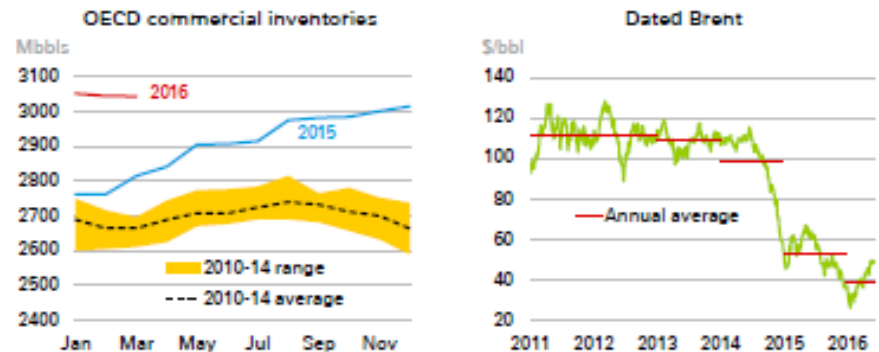 OECD commercial inventories
Mbbls
3100
3000
2900
2800
2700
2600
2500
2400
2016
2015
2010-14 range
2010-14 average
Jan Mar May Jul Sep Nov
Dated Brent
$/bbl
140
120
100
80
60
40
20
Annual average
2011 2012 2013 2014 2015 2016